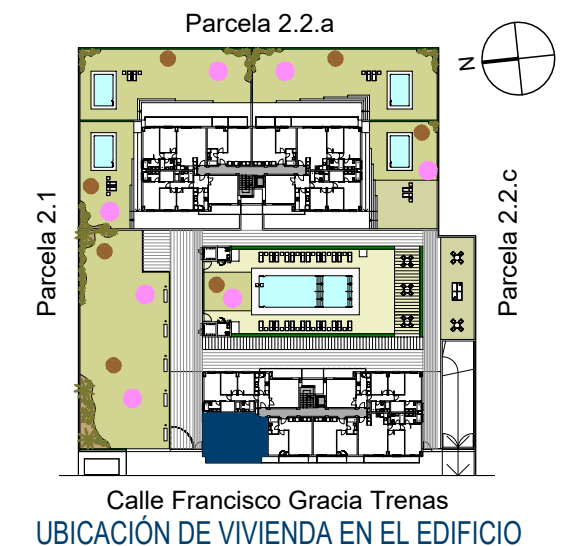 Parcela 2.2.a
N
Parcela 2.1
Parcela 2.2.c
Calle Francisco Gracia Trenas
UBICACIÓN DE VIVIENDA EN EL EDIFICIO